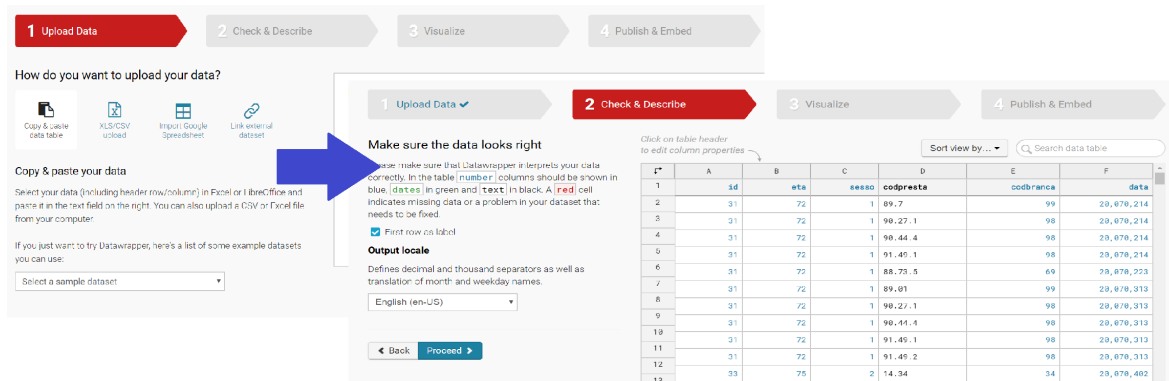 1 Upload Data
2 Check & Describe
3 Visualize
4 Publish & Embed
How do you want to upload your data?
Copy & paste
data table
XLS/CSV
upload
Import Google
Spreadsheet
Link external
dataset
Copy & paste your data
Select your data (including header row/column) in Excel or LibreOffice and
paste it in the text field on the right. You can also upload a CSV or Excel file
from your computer.
If you just want to try Datawrapper, here's a list of some example datasets
you can use:
Select a sample dataset
1 Upload Data
2 Check & Describe
3 Visualize
4 Publish & Embed
Make sure the data looks right
make sure that Datawrapper interprets your data
correctly. In the table number columns should be shown in
blue, dates in green and text in black. A red cell
indicates missing data or a problem in your dataset that
needs to be fixed.
First row as label
Output locale
Defines decimal and thousand separators as well as
translation of month and weekday names.
English (en-US)
Back Proceed
Click on table header
to edit column properties
Sort view by... Search data table
A B C D E F
1 id eta sesso codpresta codbranca data
2 31 72 1 89.7 99 20,070,214
3 31 72 1 90.27.1 98 20,070,214
4 31 72 1 90.44.4 98 20,070,214
5 31 72 1 91.49.1 98 20,070,214
6 31 72 1 88.73.5 69 20,070,223
7 31 72 1 89.01 99 20,070,313
8 31 72 1 90.27.1 98 20,070,313
9 31 72 1 90.44.4 98 20,070,313
10 31 72 1 91.49.1 98 20,070,313
11 31 72 1 91.49.2 98 20,070,313
12 33 75 2 14.34 34 20,070,402
13